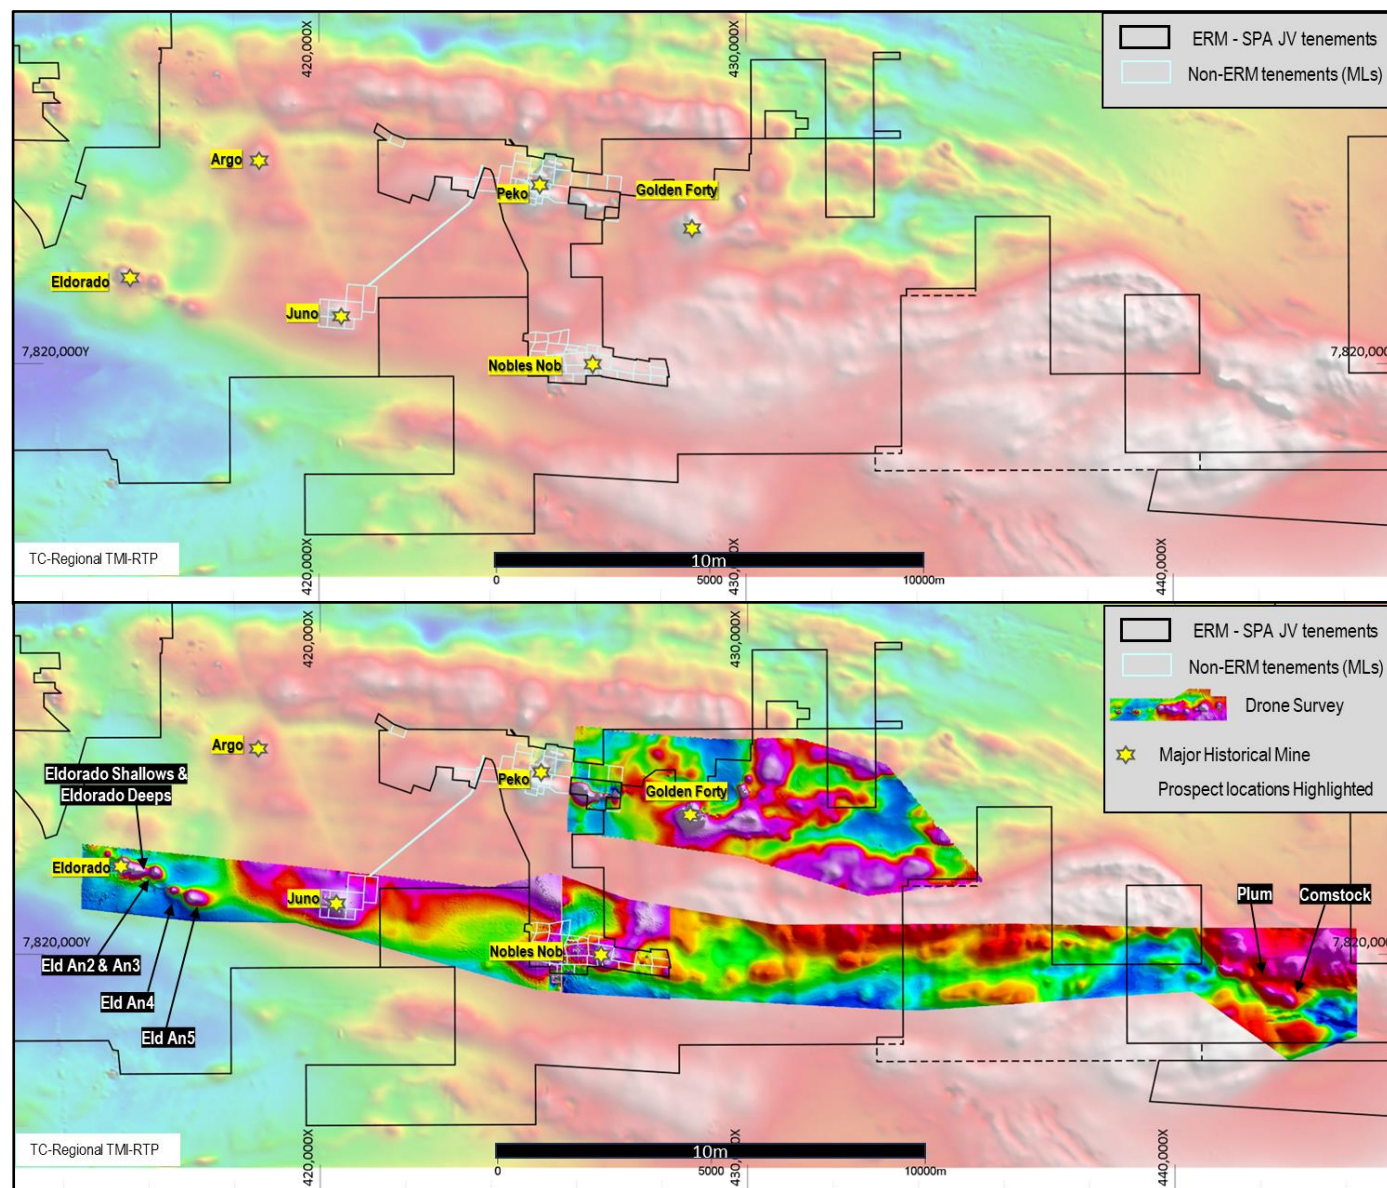 420,000X
430,000X
ERM - SPA JV tenements
Non-ERM tenements (MLs)
Argo
Peko
Golden Forty
Eldorado
Juno
7,820,000Y
7,820,000
Nobles Nob
TC-Regional TMI-RTP
10m
0
5000
10000m
420,000X
430,000X
440,000X
420,000X
430,000X
ERM - SPA JV tenements
Non-ERM tenements (MLs)
Drone Survey
Major Historical Mine
Prospect locations Highlighted
Argo
Eldorado Shallows &
Eldorado Deeps
Peko
Golden Forty
Eldorado
Juno
Plum
Comstock
7,820,000Y
7,820,000
Nobles Nob
Eld An2 & An3
Eld An4
Eld An5
TC-Regional TMI-RTP
10m
0
5000
10000m
420,000X
430,000X
440,000X